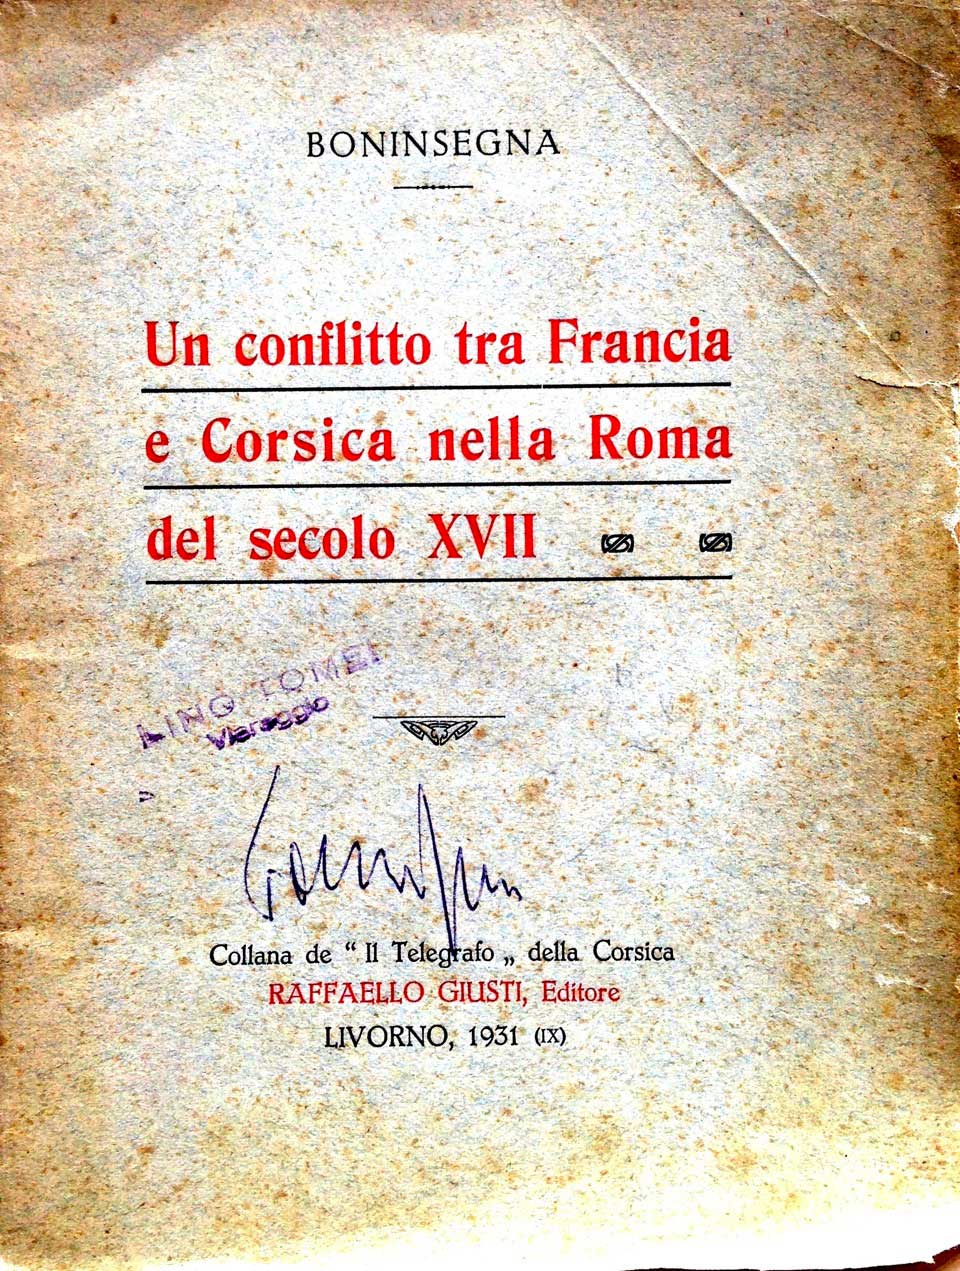 BONINSEGNA
Un conflitto tra Francia
e Corsica nella Roma
del secolo XVII
LINO TOMEI
Viareggio
Collana de “ Il Telegrafo „ della Corsica
RAFFAELLO GIUSTI, Editore
LIVORNO, 1931 (IX)